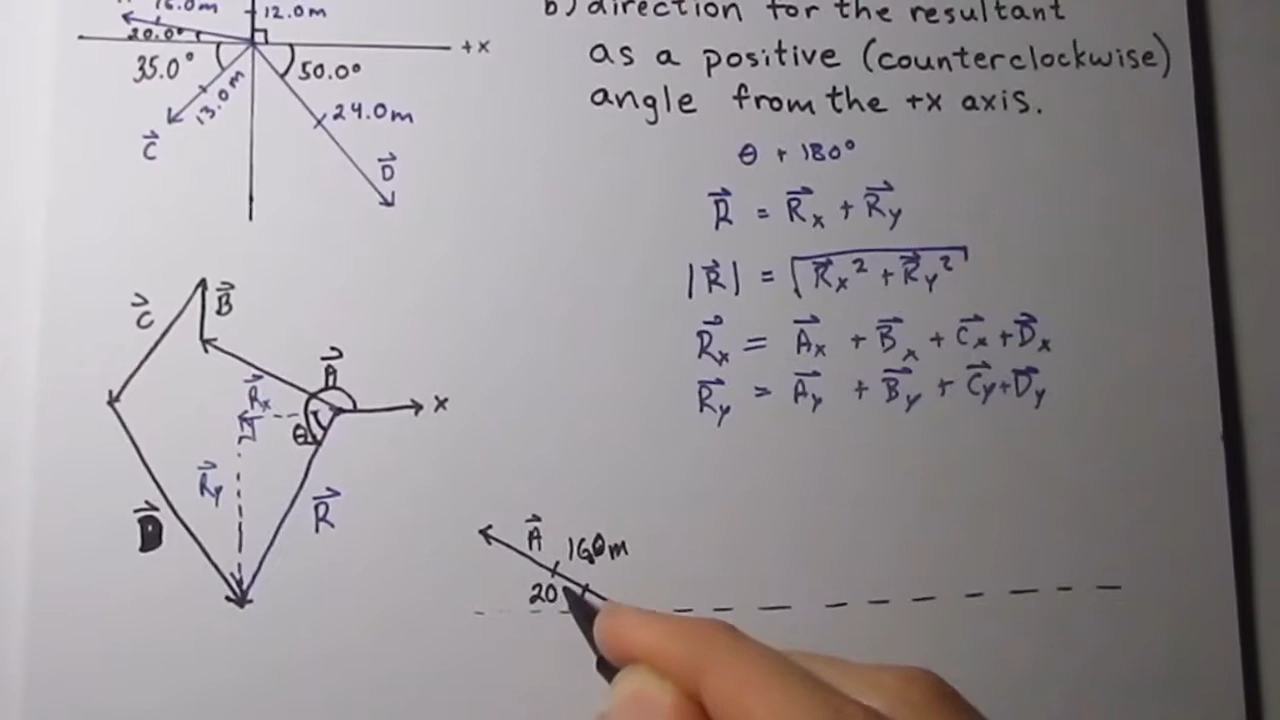 16.0m
12.0m
20.0°
+x
35.0°
13.0m
50.0°
24.0m
C
D
b) direction for the resultant
as a positive (counterclockwise)
angle from the +x axis.
θ + 180°
R = Rx + Ry
|R| = √Rx² + Ry²
Rx = Ax + Bx + Cx + Dx
Ry = Ay + By + Cy + Dy
C
B
A
Rx
x
θ
Ry
R
D
A
16.0m
20